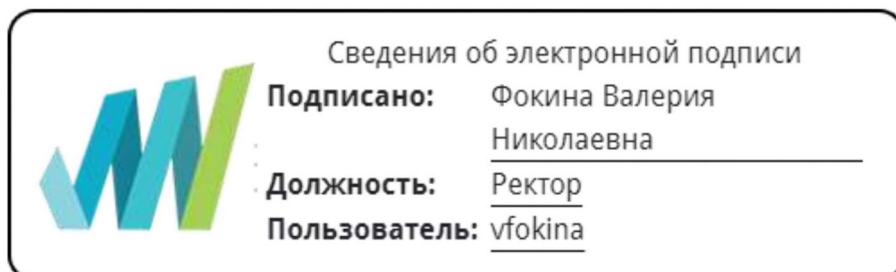 Сведения об электронной подписи
Подписано: Фокина Валерия
Николаевна
Должность: Ректор
Пользователь: vfokina